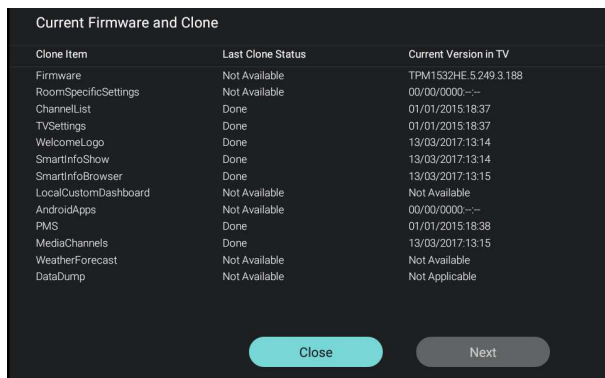 Current Firmware and Clone
Clone Item Last Clone Status Current Version in TV
Firmware Not Available TPM1532HE.5.249.3.188
RoomSpecificSettings Not Available 00/00/0000:--:--
ChannelList Done 01/01/2015:18:37
TVSettings Done 01/01/2015:18:37
WelcomeLogo Done 13/03/2017:13:14
SmartInfoShow Done 13/03/2017:13:14
SmartInfoBrowser Done 13/03/2017:13:15
LocalCustomDashboard Not Available Not Available
AndroidApps Not Available 00/00/0000:--:--
PMS Done 01/01/2015:18:38
MediaChannels Done 13/03/2017:13:15
WeatherForecast Not Available Not Available
DataDump Not Available Not Applicable
Close Next